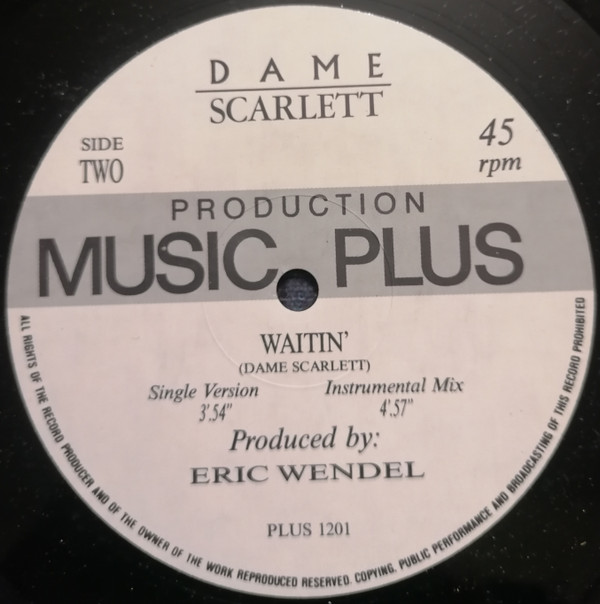 DAME
SCARLETT
SIDE
TWO
45
rpm
PRODUCTION
MUSIC PLUS
WAITIN'
(DAME SCARLETT)
Single Version
3'.54"
Instrumental Mix
4'.57"
Produced by:
ERIC WENDEL
PLUS 1201
ALL RIGHTS OF THE RECORD PRODUCER AND OF THE OWNER OF THE WORK REPRODUCED RESERVED. COPYING, PUBLIC PERFORMANCE AND BROADCASTING OF THIS RECORD PROHIBITED